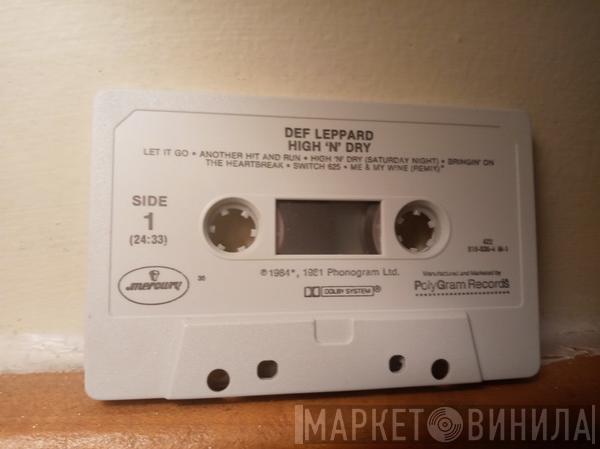 DEF LEPPARD
HIGH 'N' DRY
LET IT GO • ANOTHER HIT AND RUN • HIGH 'N' DRY (SATURDAY NIGHT) • BRINGIN' ON
THE HEARTBREAK • SWITCH 625 • ME & MY WINE (REMIX)*
SIDE
1
(24:33)
422
mercury
35
℗1984*, 1981 Phonogram Ltd.
DOLBY SYSTEM®
Manufactured and Marketed by
PolyGram Records
МАРКЕТ ВИНИЛА